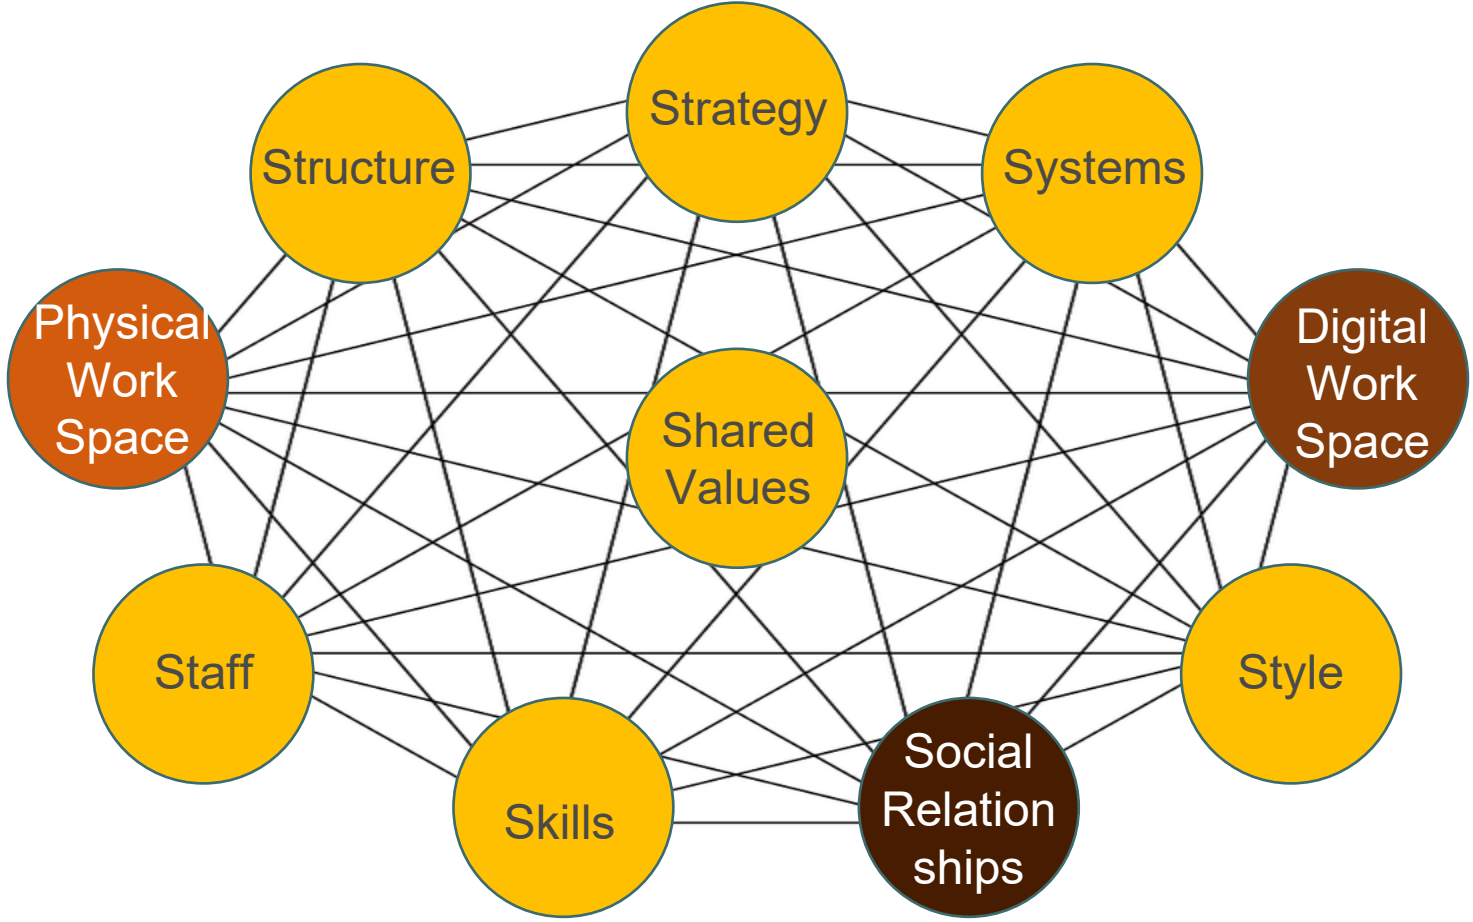 Strategy
Structure
Systems
Physical
Work
Space
Digital
Work
Space
Shared
Values
Staff
Style
Skills
Social
Relation
ships